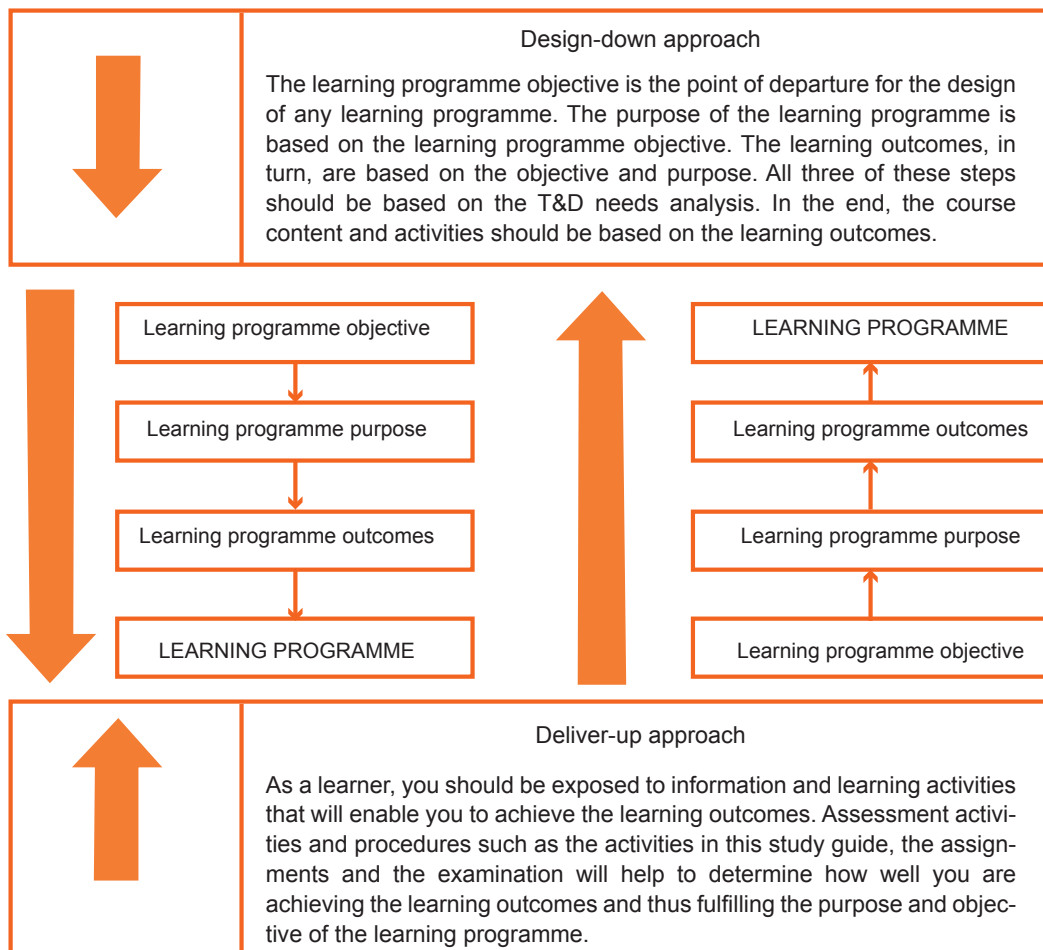 Design-down approach
The learning programme objective is the point of departure for the design
of any learning programme. The purpose of the learning programme is
based on the learning programme objective. The learning outcomes, in
turn, are based on the objective and purpose. All three of these steps
should be based on the T&D needs analysis. In the end, the course
content and activities should be based on the learning outcomes.
Learning programme objective
Learning programme purpose
Learning programme outcomes
LEARNING PROGRAMME
LEARNING PROGRAMME
Learning programme outcomes
Learning programme purpose
Learning programme objective
Deliver-up approach
As a learner, you should be exposed to information and learning activities
that will enable you to achieve the learning outcomes. Assessment activi-
ties and procedures such as the activities in this study guide, the assign-
ments and the examination will help to determine how well you are
achieving the learning outcomes and thus fulfilling the purpose and objec-
tive of the learning programme.